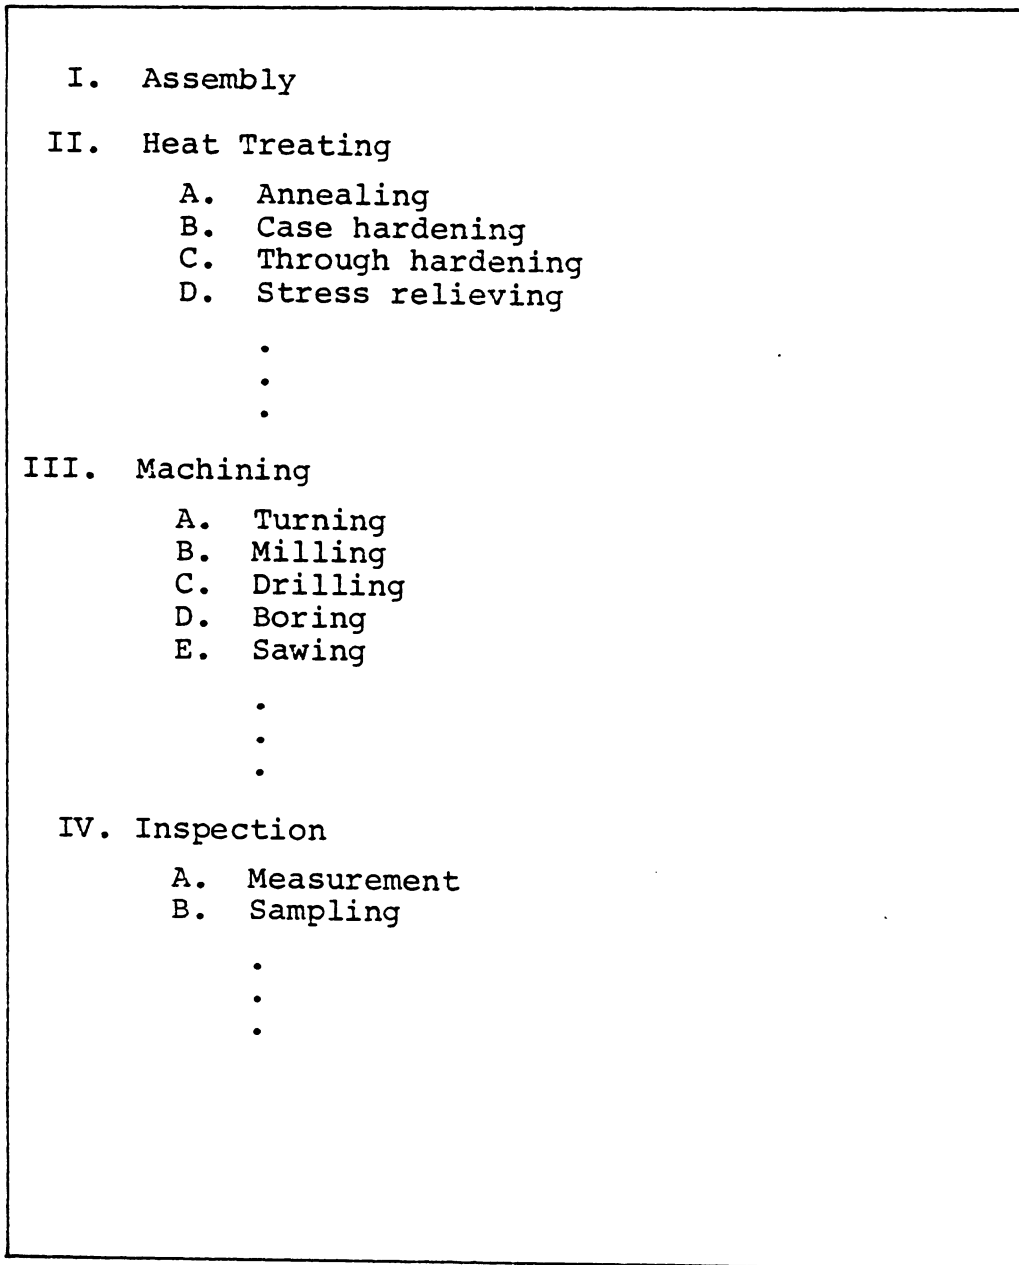 I. Assembly
II. Heat Treating
A. Annealing
B. Case hardening
C. Through hardening
D. Stress relieving
.
.
.
III. Machining
A. Turning
B. Milling
C. Drilling
D. Boring
E. Sawing
.
.
.
IV. Inspection
A. Measurement
B. Sampling
.
.
.